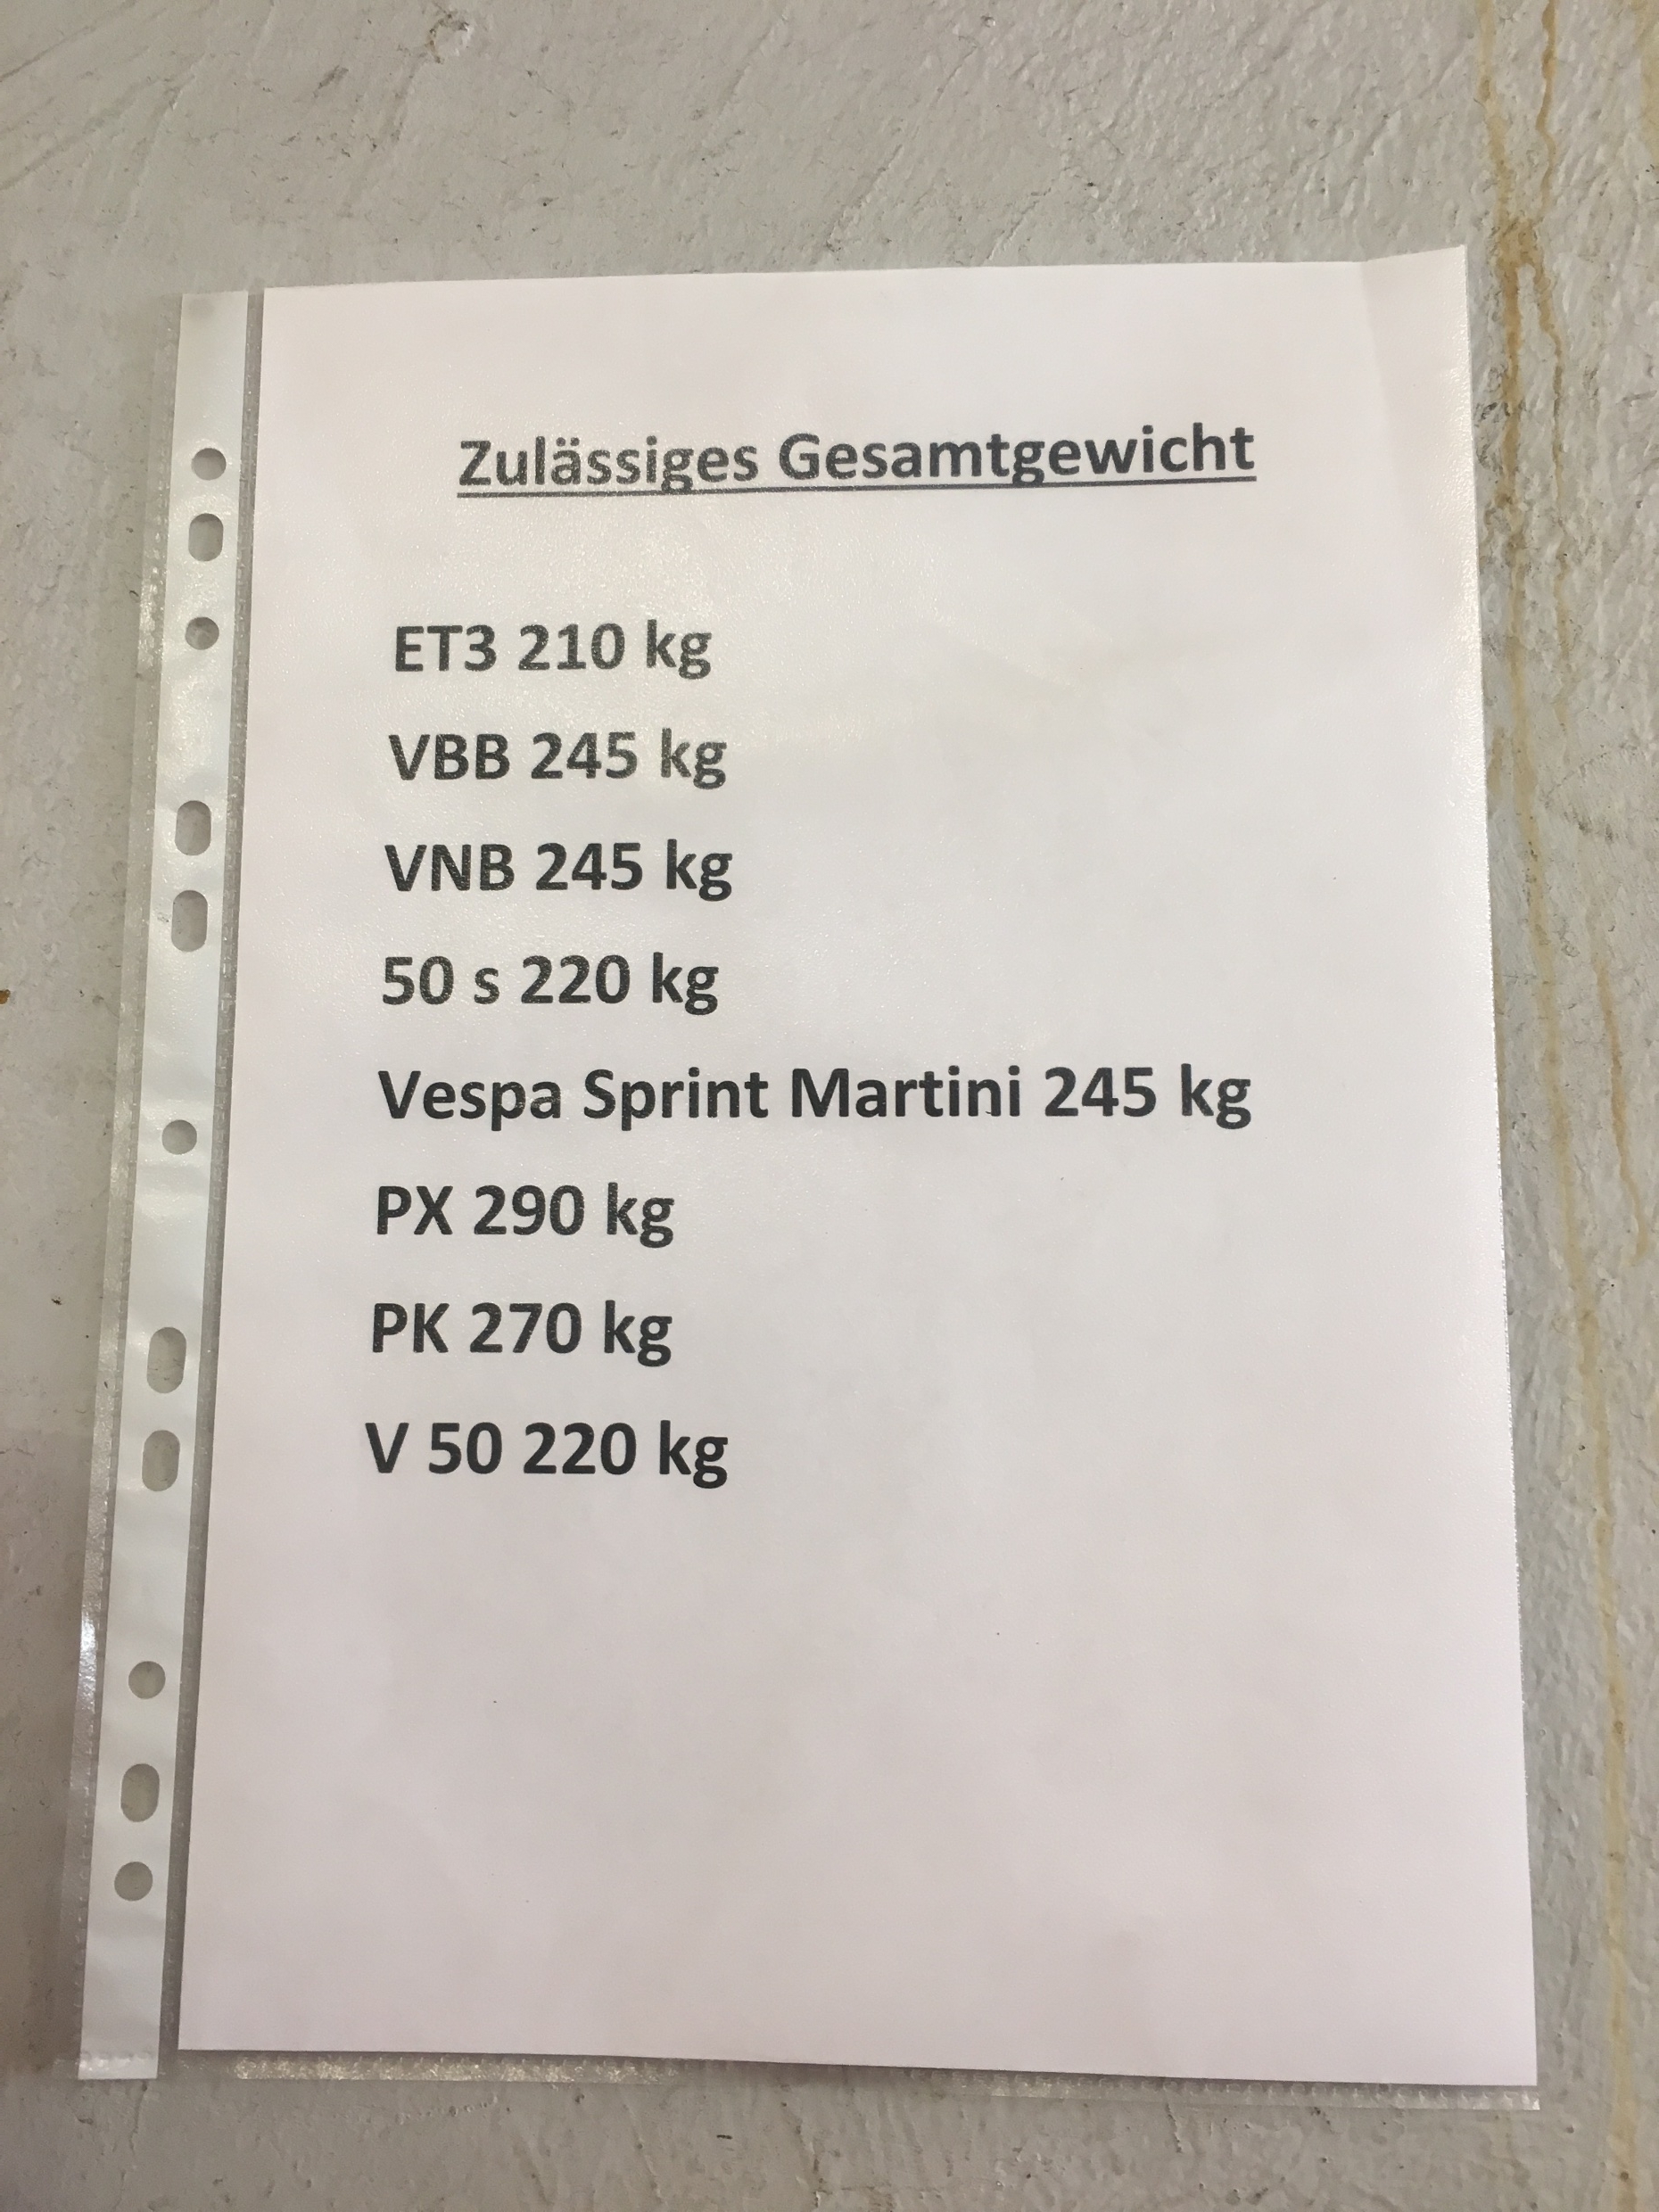 Zulässiges Gesamtgewicht
ET3 210 kg
VBB 245 kg
VNB 245 kg
50 s 220 kg
Vespa Sprint Martini 245 kg
PX 290 kg
PK 270 kg
V 50 220 kg